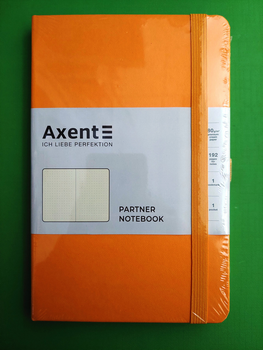 Axent
ICH LIEBE PERFEKTION
PARTNER
NOTEBOOK
192
1
1